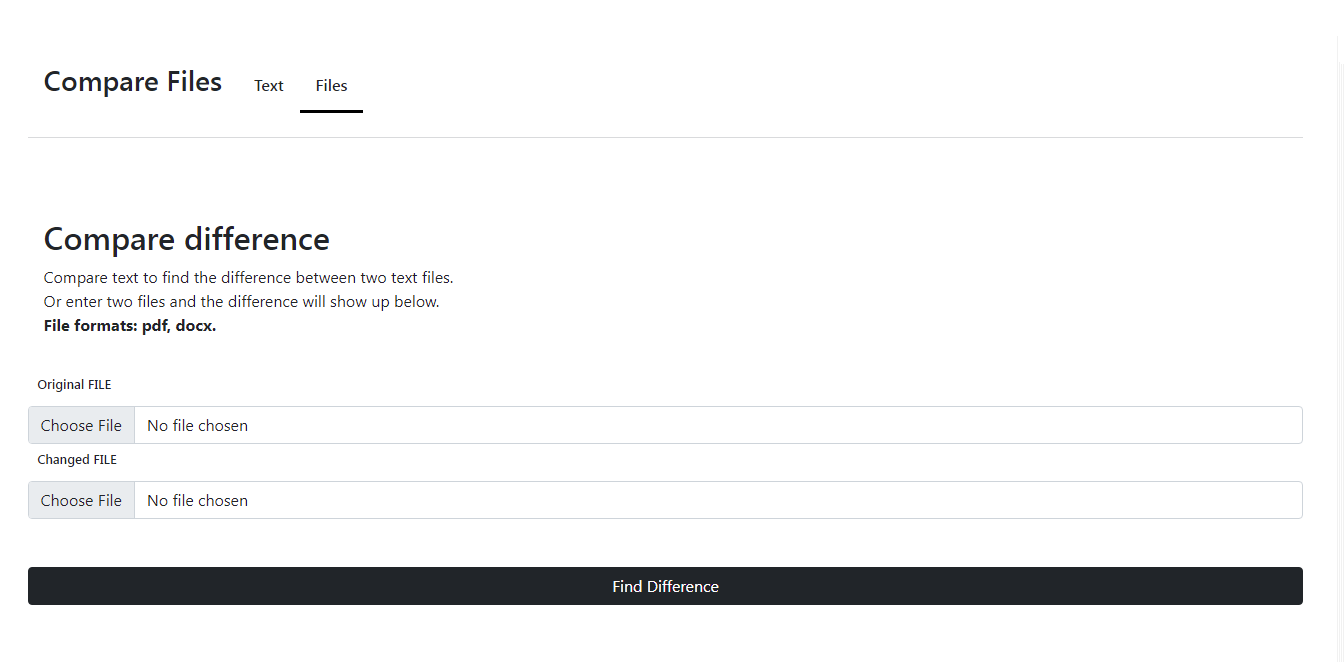 Compare Files Text Files
Compare difference
Compare text to find the difference between two text files.
Or enter two files and the difference will show up below.
File formats: pdf, docx.
Original FILE
Choose File No file chosen
Changed FILE
Choose File No file chosen
Find Difference